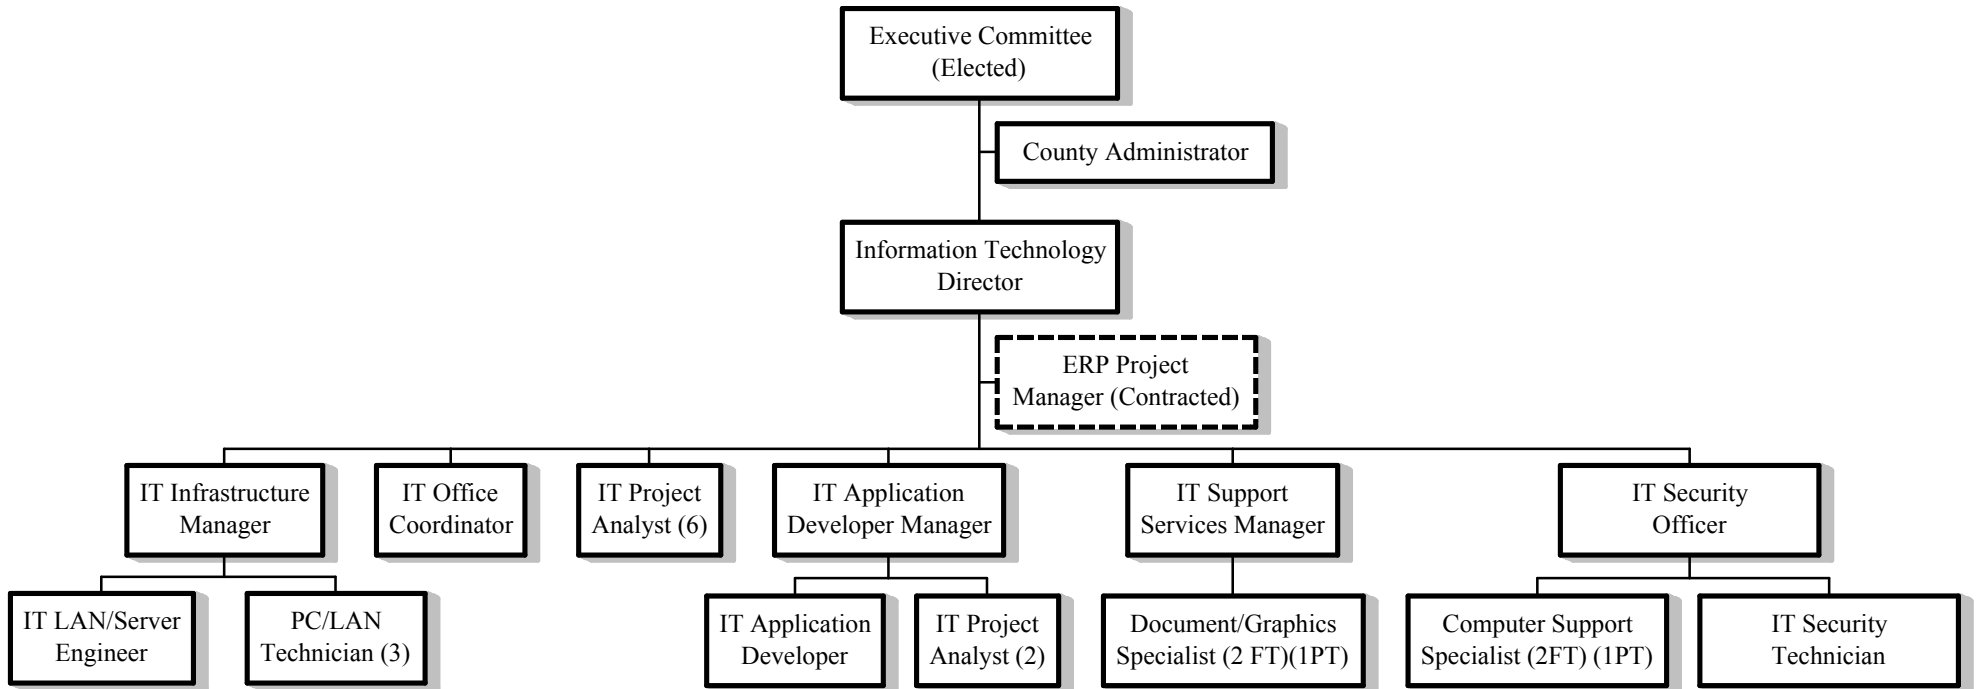 Executive Committee
(Elected)
County Administrator
Information Technology
Director
ERP Project
Manager (Contracted)
IT Infrastructure
Manager
IT Office
Coordinator
IT Project
Analyst (6)
IT Application
Developer Manager
IT Support
Services Manager
IT Security
Officer
IT LAN/Server
Engineer
PC/LAN
Technician (3)
IT Application
Developer
IT Project
Analyst (2)
Document/Graphics
Specialist (2 FT)(1PT)
Computer Support
Specialist (2FT) (1PT)
IT Security
Technician